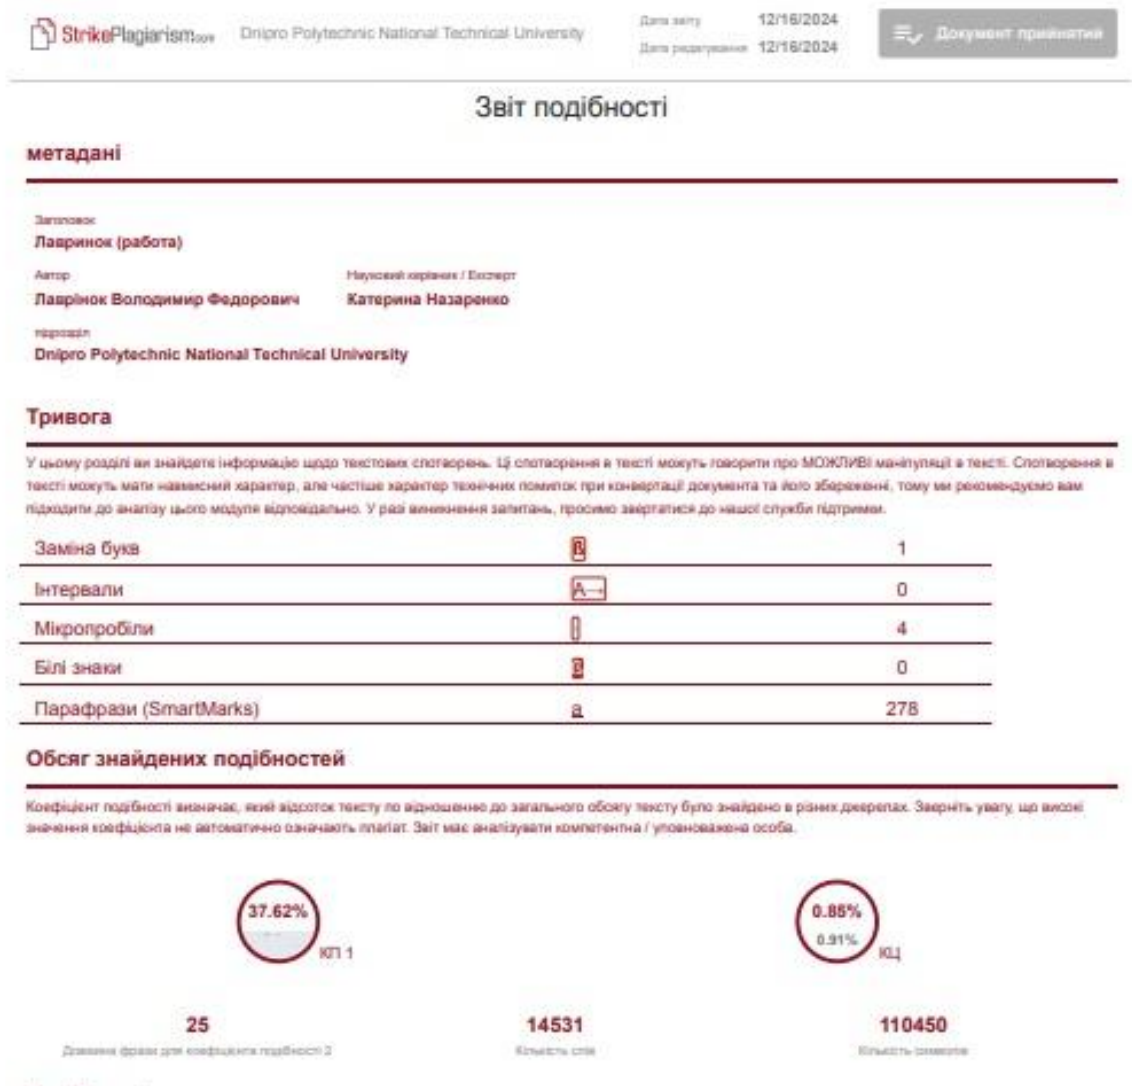 StrikePlagiarism.com
Dnipro Polytechnic National Technical University
Дата звіту 12/16/2024
Дата редагування 12/16/2024
Документ прийнятий
Звіт подібності
метадані
Заголовок
Лавринок (работа)
Автор Науковий керівник / Експерт
Лаврінок Володимир Федорович Катерина Назаренко
підрозділ
Dnipro Polytechnic National Technical University
Тривога
У цьому розділі ви знайдете інформацію щодо текстових спотворень. Ці спотворення в тексті можуть говорити про МОЖЛИВІ маніпуляції в тексті. Спотворення в
тексті можуть мати навмисний характер, але частіше характер технічних помилок при конвертації документа та його збереженні, тому ми рекомендуємо вам
підходити до аналізу цього модуля відповідально. У разі виникнення запитань, просимо звертатися до нашої служби підтримки.
Заміна букв ß 1
Інтервали A→ 0
Мікропробіли 4
Білі знаки ß 0
Парафрази (SmartMarks) a 278
Обсяг знайдених подібностей
Коефіцієнт подібності визначає, який відсоток тексту по відношенню до загального обсягу тексту було знайдено в різних джерелах. Зверніть увагу, що високі
значення коефіцієнта не автоматично означають плагіат. Звіт має аналізувати компетентна / уповноважена особа.
37.62%
КП 1
0.85%
0.91%
КЦ
25 14531 110450
Довжина фрази для коефіцієнта подібності 2 Кількість слів Кількість символів